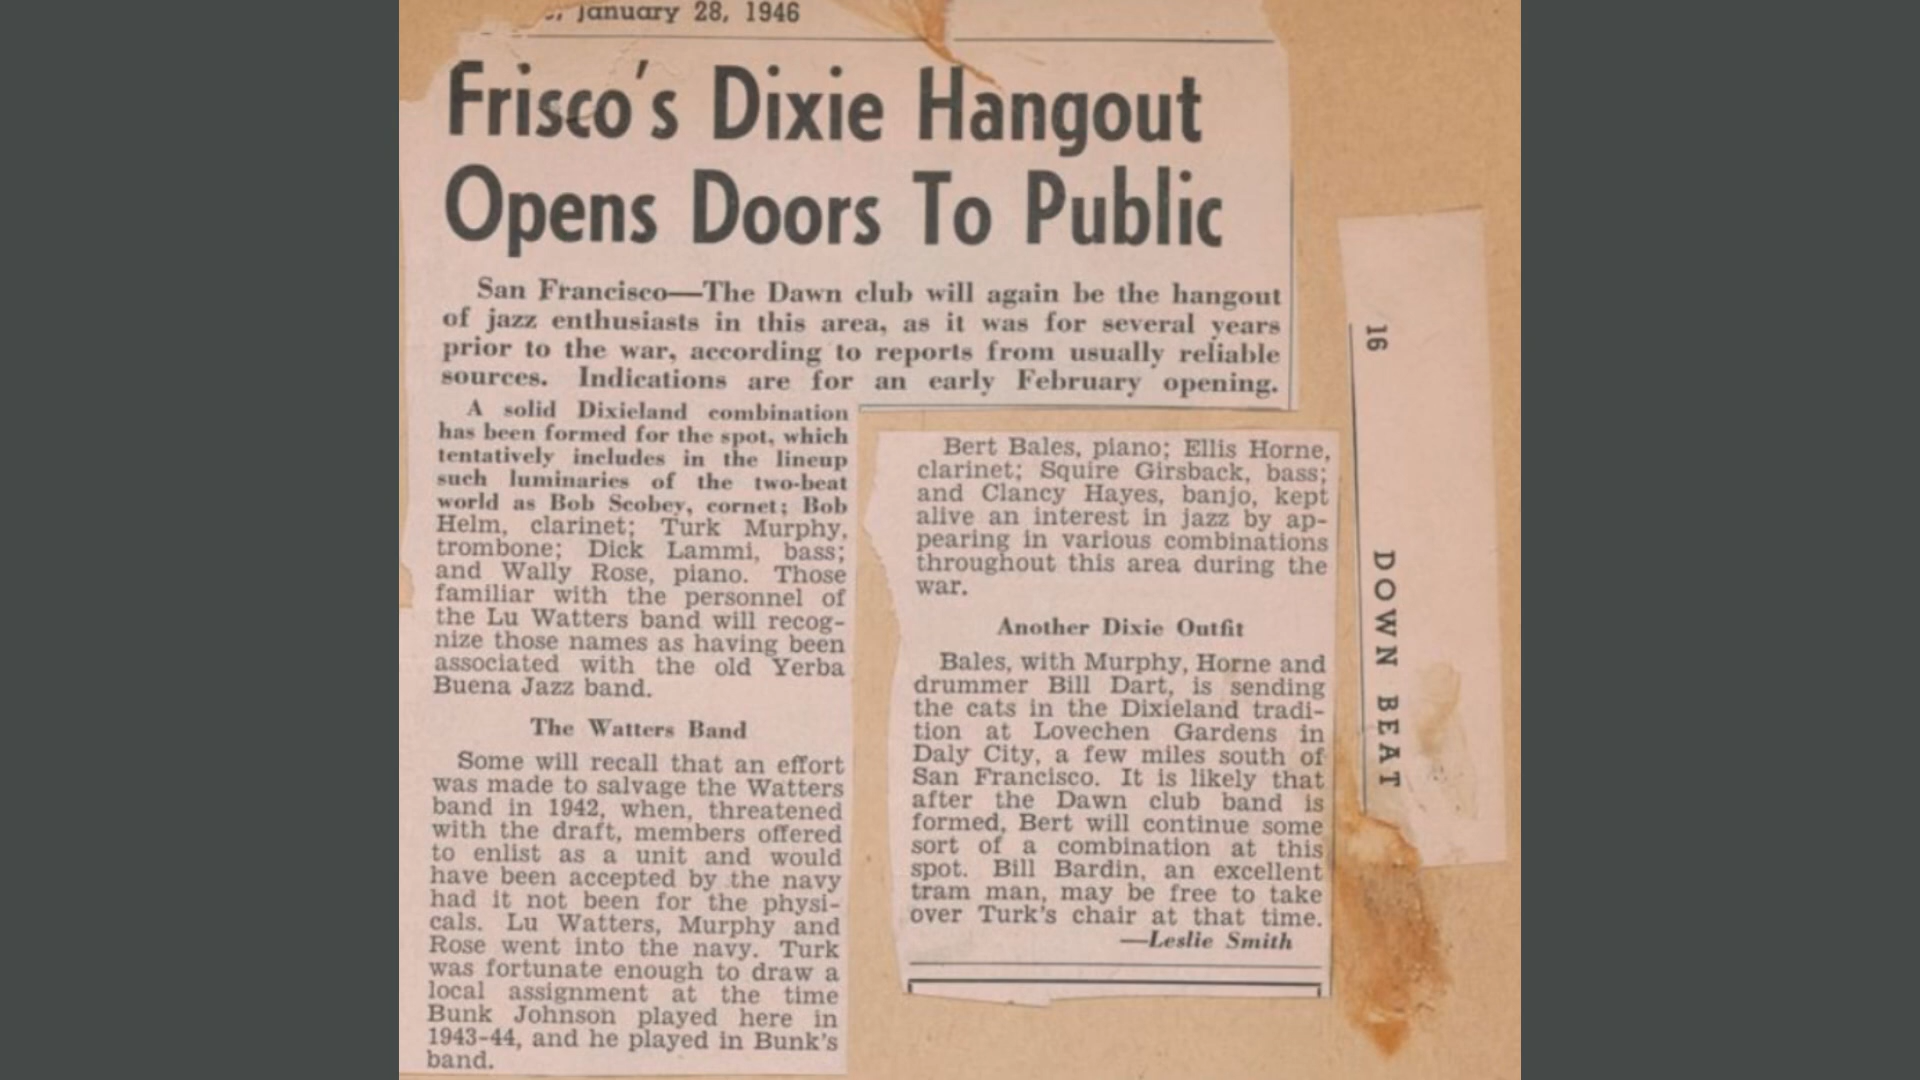 January 28, 1946
Frisco's Dixie Hangout
Opens Doors To Public
San Francisco—The Dawn club will again be the hangout
of jazz enthusiasts in this area, as it was for several years
prior to the war, according to reports from usually reliable
sources. Indications are for an early February opening.
A solid Dixieland combination
has been formed for the spot, which
tentatively includes in the lineup
such luminaries of the two-beat
world as Bob Scobey, cornet; Bob
Helm, clarinet; Turk Murphy,
trombone; Dick Lammi, bass;
and Wally Rose, piano. Those
familiar with the personnel of
the Lu Watters band will recog-
nize those names as having been
associated with the old Yerba
Buena Jazz band.
The Watters Band
Some will recall that an effort
was made to salvage the Watters
band in 1942, when, threatened
with the draft, members offered
to enlist as a unit and would
have been accepted by the navy
had it not been for the physi-
cals. Lu Watters, Murphy and
Rose went into the navy. Turk
was fortunate enough to draw a
local assignment at the time
Bunk Johnson played here in
1943-44, and he played in Bunk's
band.
Bert Bales, piano; Ellis Horne,
clarinet; Squire Girsback, bass;
and Clancy Hayes, banjo, kept
alive an interest in jazz by ap-
pearing in various combinations
throughout this area during the
war.
Another Dixie Outfit
Bales, with Murphy, Horne and
drummer Bill Dart, is sending
the cats in the Dixieland tradi-
tion at Lovechen Gardens in
Daly City, a few miles south of
San Francisco. It is likely that
after the Dawn club band is
formed, Bert will continue some
sort of a combination at this
spot. Bill Bardin, an excellent
tram man, may be free to take
over Turk's chair at that time.
—Leslie Smith
16
DOWN BEAT